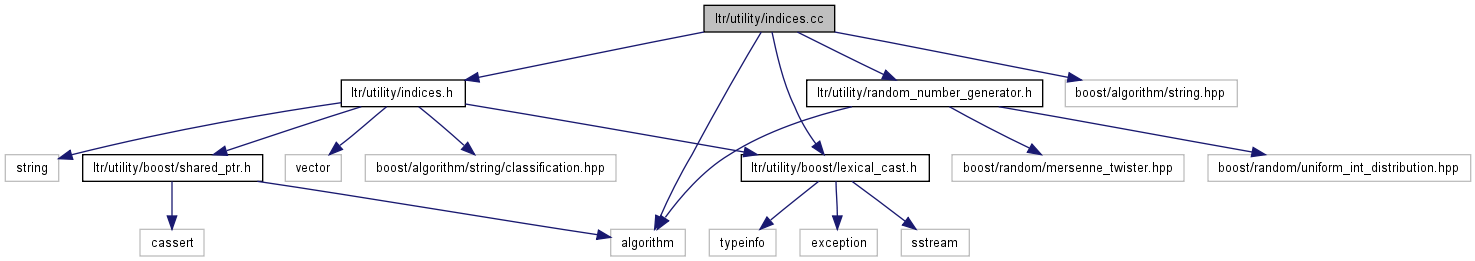 ltr/utility/indices.cc
ltr/utility/indices.h
ltr/utility/random_number_generator.h
boost/algorithm/string.hpp
string
ltr/utility/boost/shared_ptr.h
vector
boost/algorithm/string/classification.hpp
ltr/utility/boost/lexical_cast.h
boost/random/mersenne_twister.hpp
boost/random/uniform_int_distribution.hpp
cassert
algorithm
typeinfo
exception
sstream